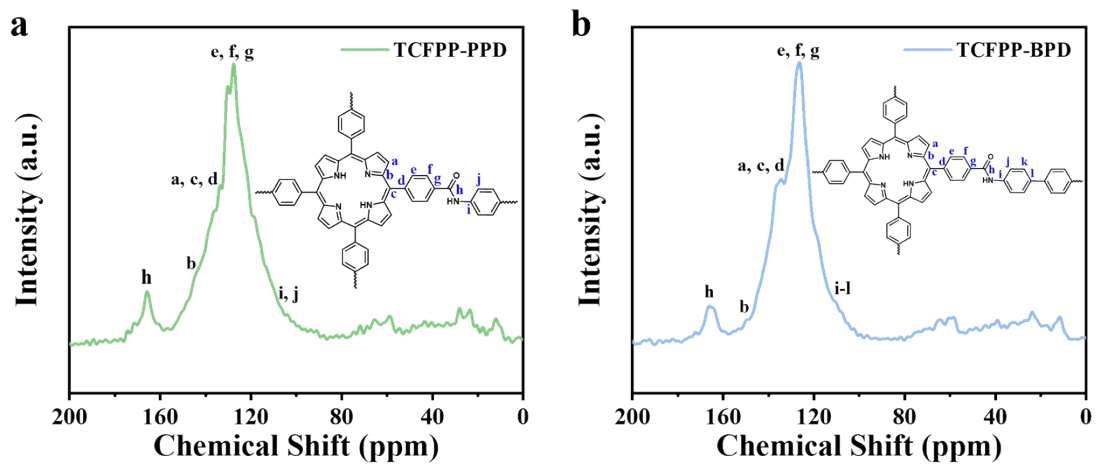 a
TCFPP-PPD
e, f, g
a, c, d
b
h
i, j
NH
N
N
HN
a
b
c
d
e
f
g
h
O
HN
i
j
Intensity (a.u.)
200
160
120
80
40
0
Chemical Shift (ppm)
b
TCFPP-BPD
e, f, g
a, c, d
b
h
i-l
NH
N
N
HN
a
b
c
d
e
f
g
h
O
NH
i
j
k
l
Intensity (a.u.)
200
160
120
80
40
0
Chemical Shift (ppm)